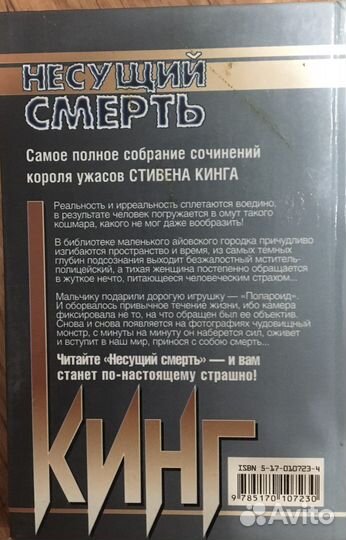 НЕСУЩИЙ
СМЕРТЬ
Самое полное собрание сочинений
короля ужасов СТИВЕНА КИНГА
Реальность и ирреальность сплетаются воедино,
в результате человек погружается в омут такого
кошмара, какого не мог даже вообразить!
В библиотеке маленького айовского городка причудливо
изгибаются пространство и время, из самых темных
глубин подсознания выходит безжалостный мститель-
полицейский, а тихая женщина постепенно обращается
в жуткое нечто, питающееся человеческим страхом...
Мальчику подарили дорогую игрушку — «Полароид».
И оборвалось привычное течение жизни, ибо камера
фиксировала не то, на что обращен был ее объектив.
Снова и снова появляется на фотографиях чудовищный
монстр, с минуты на минуту он наберется сил, оживет
и вступит в наш мир, принося с собою смерть...
Читайте «Несущий смерть» — и вам
станет по-настоящему страшно!
КИНГ
ISBN 5-17-010723-4
9 785170 107230
Avito